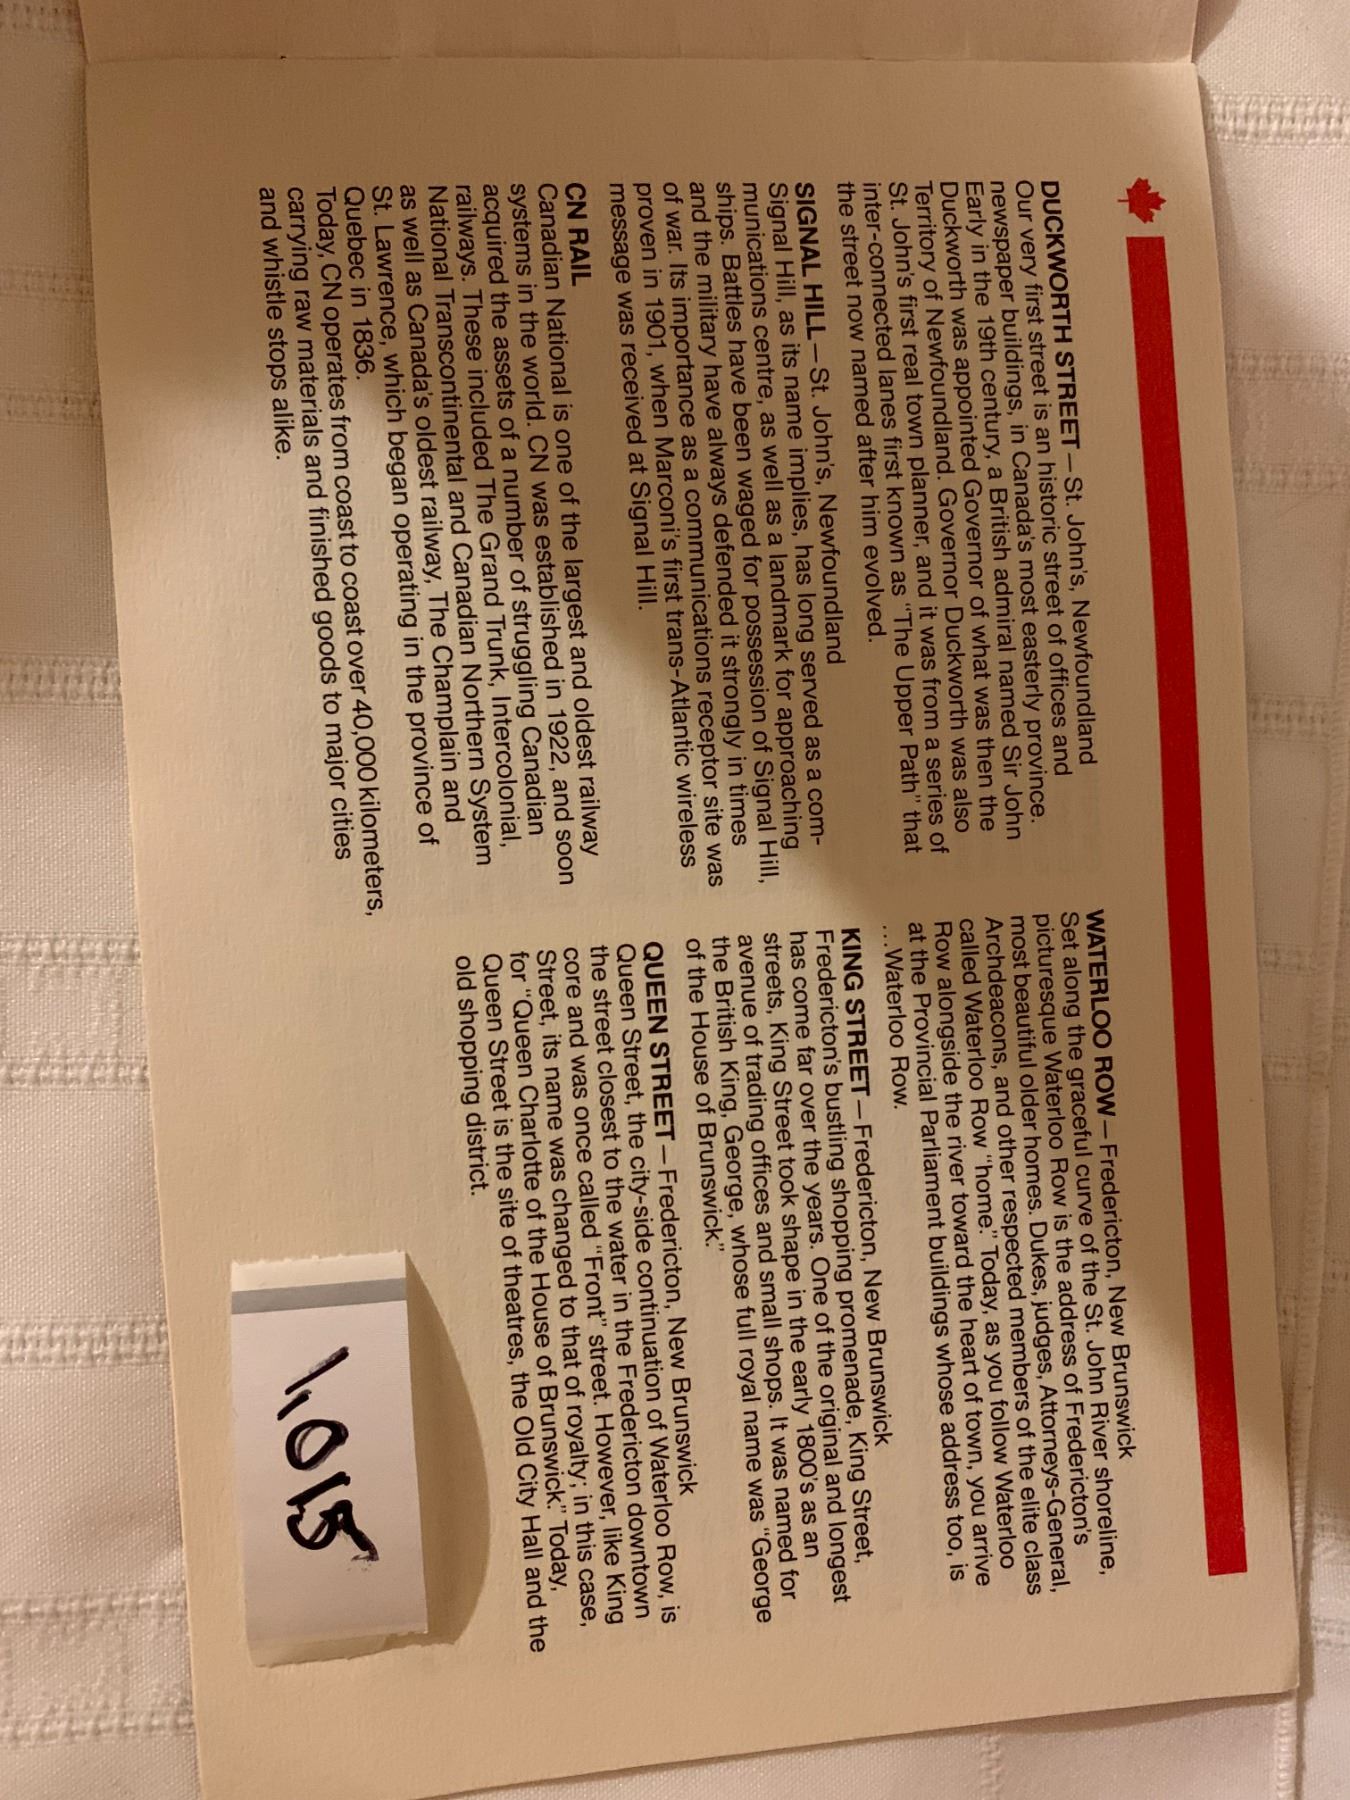 DUCKWORTH STREET—St. John's, Newfoundland
Our very first street is an historic street of offices and
newspaper buildings, in Canada's most easterly province.
Early in the 19th century, a British admiral named Sir John
Duckworth was appointed Governor of what was then the
Territory of Newfoundland. Governor Duckworth was also
St. John's first real town planner, and it was from a series of
inter-connected lanes first known as "The Upper Path" that
the street now named after him evolved.
SIGNAL HILL—St. John's, Newfoundland
Signal Hill, as its name implies, has long served as a com-
munications centre, as well as a landmark for approaching
ships. Battles have been waged for possession of Signal Hill,
and the military have always defended it strongly in times
of war. Its importance as a communications receptor site was
proven in 1901, when Marconi's first trans-Atlantic wireless
message was received at Signal Hill.
CN RAIL
Canadian National is one of the largest and oldest railway
systems in the world. CN was established in 1922, and soon
acquired the assets of a number of struggling Canadian
railways. These included The Grand Trunk, Intercolonial,
National Transcontinental and Canadian Northern System
as well as Canada's oldest railway, The Champlain and
St. Lawrence, which began operating in the province of
Quebec in 1836.
Today, CN operates from coast to coast over 40,000 kilometers,
carrying raw materials and finished goods to major cities
and whistle stops alike.
WATERLOO ROW—Fredericton, New Brunswick
Set along the graceful curve of the St. John River shoreline,
picturesque Waterloo Row is the address of Fredericton's
most beautiful older homes. Dukes, judges, Attorneys-General,
Archdeacons, and other respected members of the elite class
called Waterloo Row "home." Today, as you follow Waterloo
Row alongside the river toward the heart of town, you arrive
at the Provincial Parliament buildings whose address too, is
...Waterloo Row.
KING STREET—Fredericton, New Brunswick
Fredericton's bustling shopping promenade, King Street,
has come far over the years. One of the original and longest
streets, King Street took shape in the early 1800's as an
avenue of trading offices and small shops. It was named for
the British King, George, whose full royal name was "George
of the House of Brunswick."
QUEEN STREET—Fredericton, New Brunswick
Queen Street, the city-side continuation of Waterloo Row, is
the street closest to the water in the Fredericton downtown
core and was once called "Front" street. However, like King
Street, its name was changed to that of royalty; in this case,
for "Queen Charlotte of the House of Brunswick." Today,
Queen Street is the site of theatres, the Old City Hall and the
old shopping district.
1,015